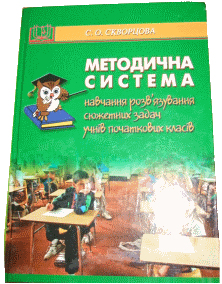 С. О. СКВОРЦОВА
МЕТОДИЧНА
СИСТЕМА
навчання розв'язування
сюжетних задач
учнів початкових класів